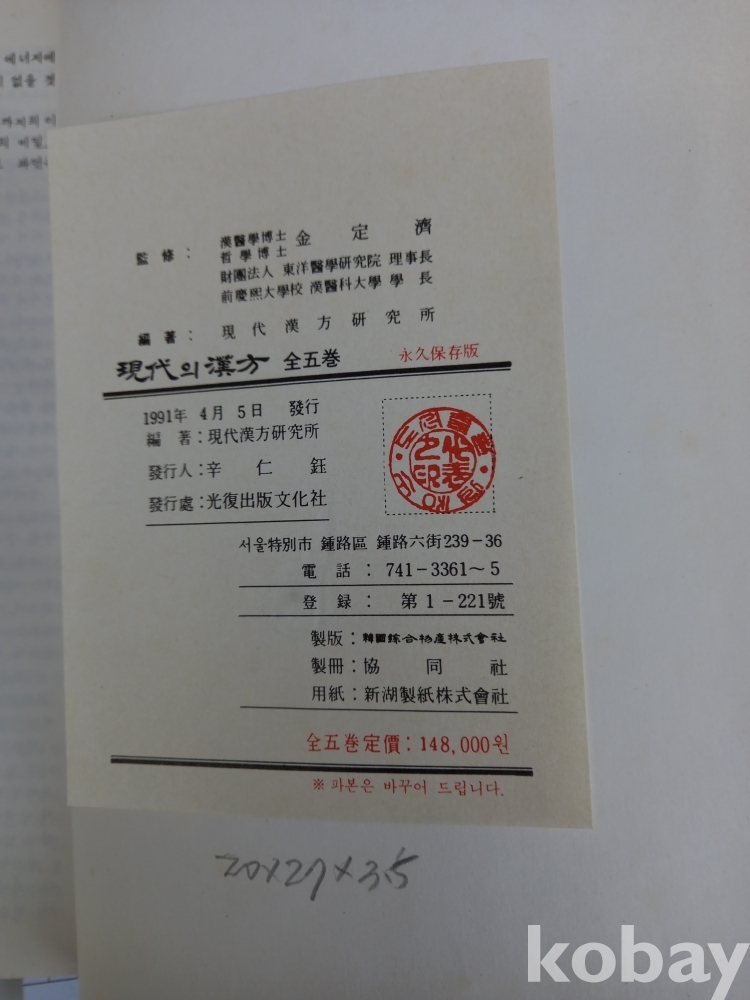 監修: 漢醫學博士 金定濟
哲學博士
財團法人 東洋醫學研究院 理事長
前慶熙大學校 漢醫科大學 學長
編著: 現代漢方研究所
現代의漢方 全五巻 永久保存版
1991年 4月 5日 發行
編著:現代漢方研究所
發行人:辛仁鈺
發行處:光復出版文化社
서울特別市 鍾路區 鍾路六街239-36
電話: 741-3361~5
登録: 第1-221號
製版:韓國綜合物産株式會社
製冊:協同社
用紙:新湖製紙株式會社
全五巻定價:148,000원
※파본은 바꾸어 드립니다.
20×27×3.5
kobay